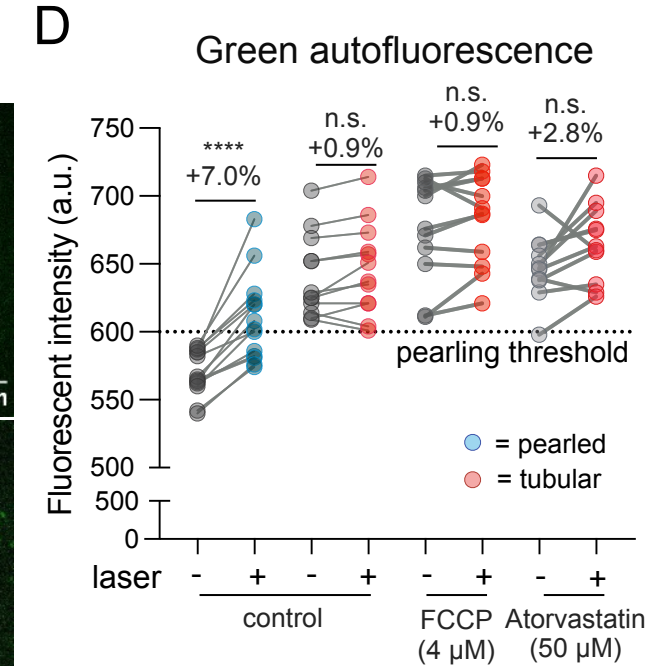 D
Green autofluorescence
Fluorescent intensity (a.u.)
750
700
650
600
550
500
500
0
****
+7.0%
n.s.
+0.9%
n.s.
+0.9%
n.s.
+2.8%
pearling threshold
= pearled
= tubular
laser - + - + - + - +
control
FCCP
(4 µM)
Atorvastatin
(50 µM)